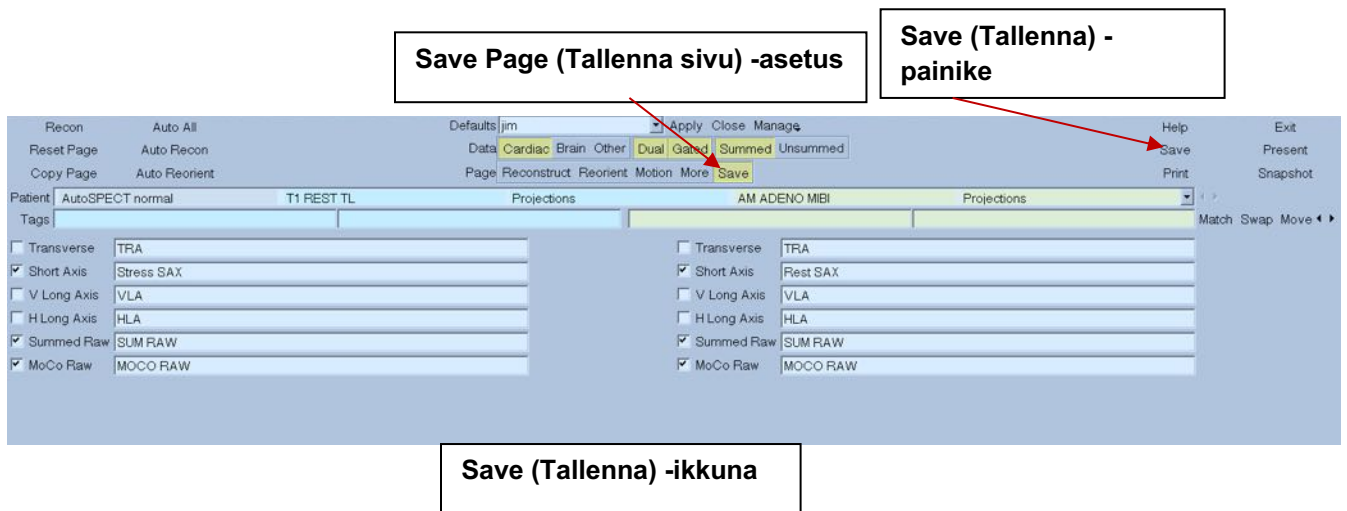 Save Page (Tallenna sivu) -asetus
Save (Tallenna) -
painike
Recon Auto All Defaults jim Apply Close Manage Help Exit
Reset Page Auto Recon Data Cardiac Brain Other Dual Gated Summed Unsummed Save Present
Copy Page Auto Reorient Page Reconstruct Reorient Motion More Save Print Snapshot
Patient AutoSPECT normal T1 REST TL Projections AM ADENO MIBI Projections
Tags Match Swap Move
Transverse TRA Transverse TRA
Short Axis Stress SAX Short Axis Rest SAX
V Long Axis VLA V Long Axis VLA
H Long Axis HLA H Long Axis HLA
Summed Raw SUM RAW Summed Raw SUM RAW
MoCo Raw MOCO RAW MoCo Raw MOCO RAW
Save (Tallenna) -ikkuna